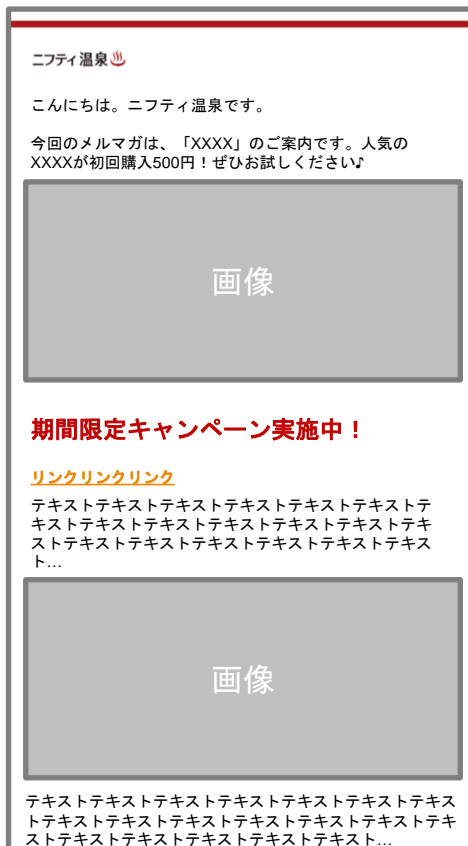 ニフティ温泉
こんにちは。ニフティ温泉です。
今回のメルマガは、「XXXX」のご案内です。人気の
XXXXが初回購入500円！ぜひお試しください♪
画像
期間限定キャンペーン実施中！
リンクリンクリンク
テキストテキストテキストテキストテキストテキストテ
キストテキストテキストテキストテキストテキストテキ
ストテキストテキストテキストテキストテキストテキス
ト...
画像
テキストテキストテキストテキストテキストテキストテキス
トテキストテキストテキストテキストテキストテキストテキ
ストテキストテキストテキストテキストテキスト...